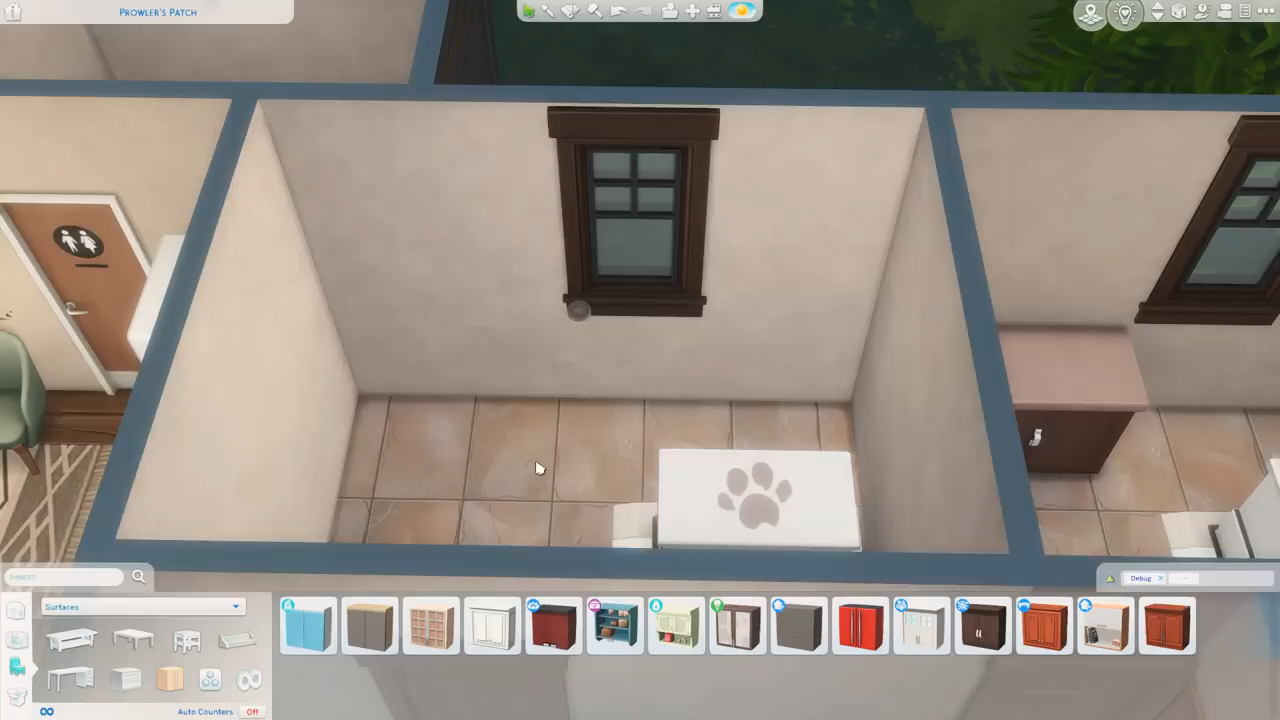 PROWLER'S PATCH
Search
Debug
Surfaces
Auto Counters
Off